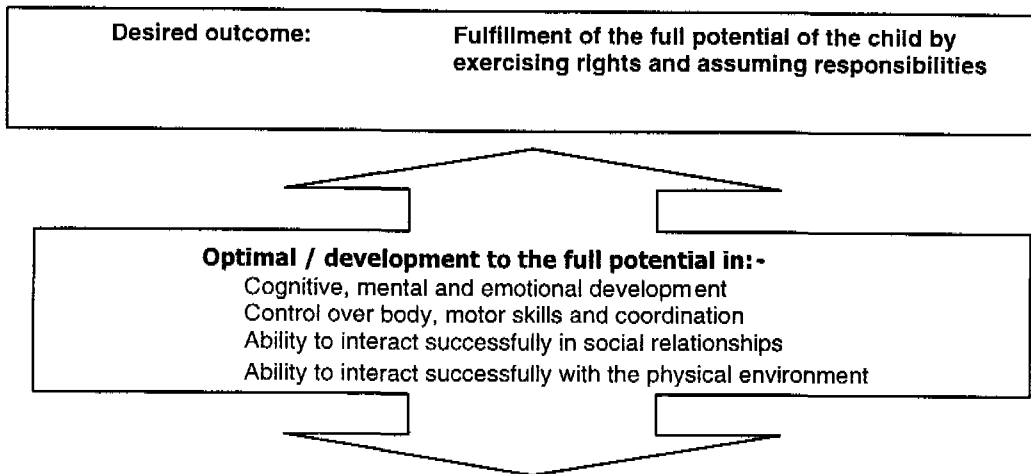 Desired outcome: Fulfillment of the full potential of the child by
exercising rights and assuming responsibilities
Optimal / development to the full potential in:-
Cognitive, mental and emotional development
Control over body, motor skills and coordination
Ability to interact successfully in social relationships
Ability to interact successfully with the physical environment